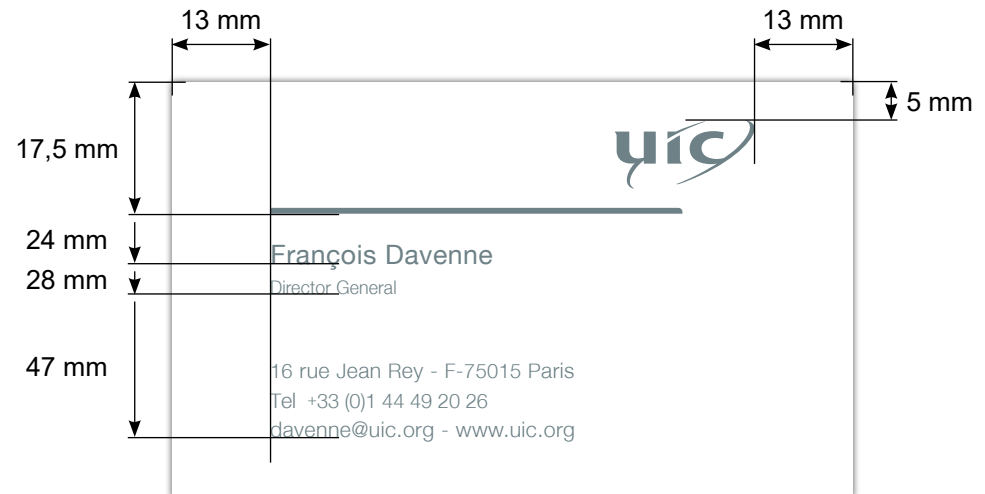 13 mm
13 mm
5 mm
17,5 mm
uic
24 mm
François Davenne
28 mm
Director General
47 mm
16 rue Jean Rey - F-75015 Paris
Tel +33 (0)1 44 49 20 26
davenne@uic.org - www.uic.org